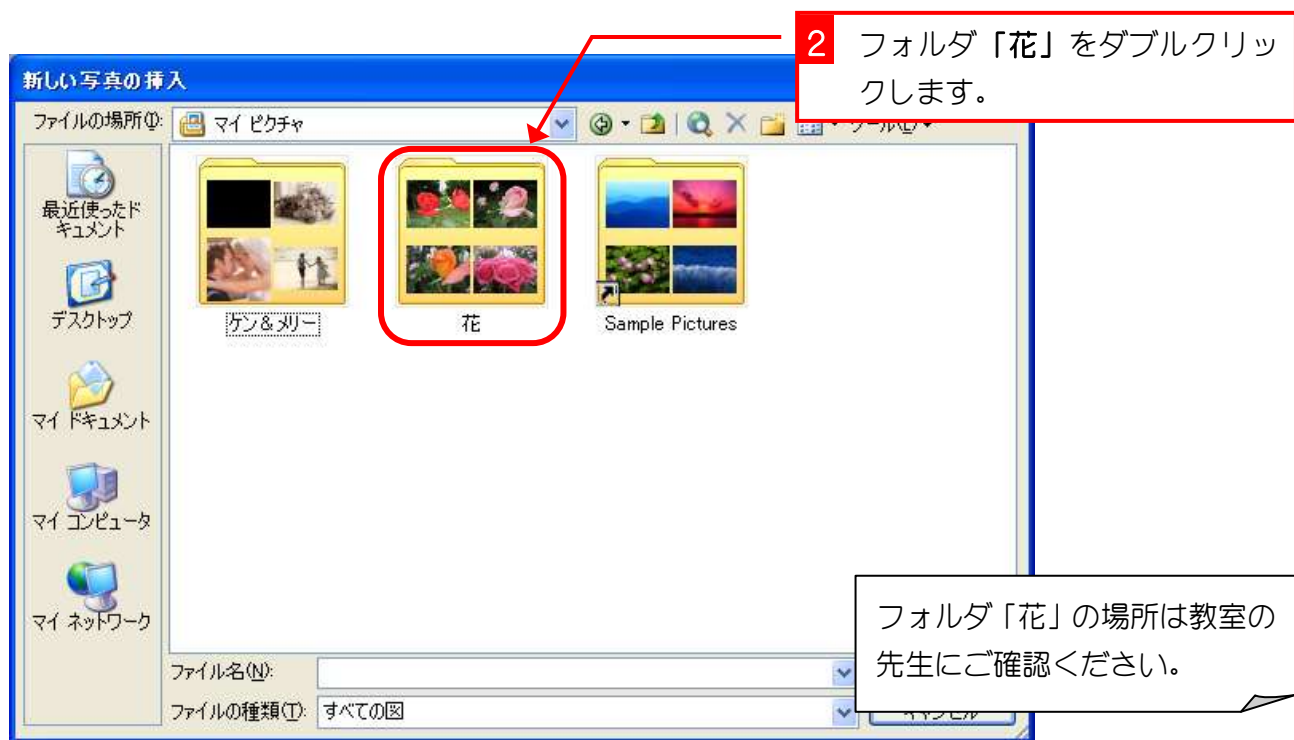 2 フォルダ「花」をダブルクリッ
クします。
新しい写真の挿入
ファイルの場所(I):
マイ ピクチャ
最近使ったド
キュメント
デスクトップ
マイ ドキュメント
マイ コンピュータ
マイ ネットワーク
ケン&メリー
花
Sample Pictures
フォルダ「花」の場所は教室の
先生にご確認ください。
ファイル名(N):
ファイルの種類(T): すべての図